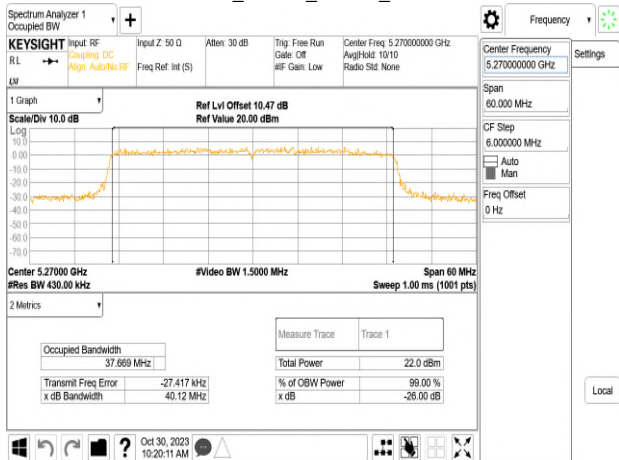 Spectrum Analyzer 1
Occupied BW
Frequency
KEYSIGHT
RL
Input: RF
Coupling: DC
Align: Auto/No RF
Input Z: 50 Ω
Freq Ref: Int (S)
Atten: 30 dB
Trig: Free Run
Gate: Off
#IF Gain: Low
Center Freq: 5.270000000 GHz
Avg|Hold: 10/10
Radio Std: None
Center Frequency
5.270000000 GHz
Settings
Span
60.000 MHz
CF Step
6.000000 MHz
Auto
Man
Freq Offset
0 Hz
Local
1 Graph
Scale/Div 10.0 dB
Ref Lvl Offset 10.47 dB
Ref Value 20.00 dBm
Log
10.0
0.00
-10.0
-20.0
-30.0
-40.0
-50.0
-60.0
-70.0
Center 5.27000 GHz
#Res BW 430.00 kHz
#Video BW 1.5000 MHz
Span 60 MHz
Sweep 1.00 ms (1001 pts)
2 Metrics
Measure Trace Trace 1
Occupied Bandwidth
37.669 MHz
Total Power 22.0 dBm
Transmit Freq Error -27.417 kHz
% of OBW Power 99.00 %
x dB Bandwidth 40.12 MHz
x dB -26.00 dB
Oct 30, 2023
10:20:11 AM